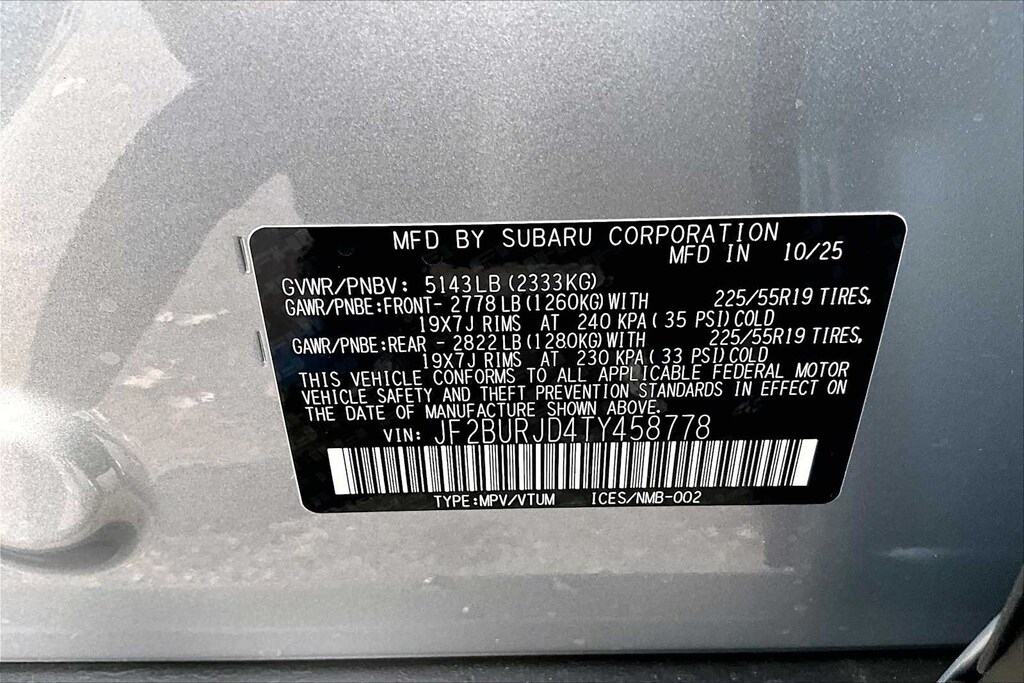 MFD BY SUBARU CORPORATION
MFD IN 10/25
GVWR/PNBV: 5143LB (2333KG)
GAWR/PNBE:FRONT- 2778 LB (1260KG) WITH 225/55R19 TIRES,
19X7J RIMS AT 240 KPA ( 35 PSI) COLD
GAWR/PNBE:REAR - 2822 LB (1280KG) WITH 225/55R19 TIRES,
19X7J RIMS AT 230 KPA ( 33 PSI) COLD
THIS VEHICLE CONFORMS TO ALL APPLICABLE FEDERAL MOTOR
VEHICLE SAFETY AND THEFT PREVENTION STANDARDS IN EFFECT ON
THE DATE OF MANUFACTURE SHOWN ABOVE.
VIN: JF2BURJD4TY458778
TYPE:MPV/VTUM ICES/NMB-002